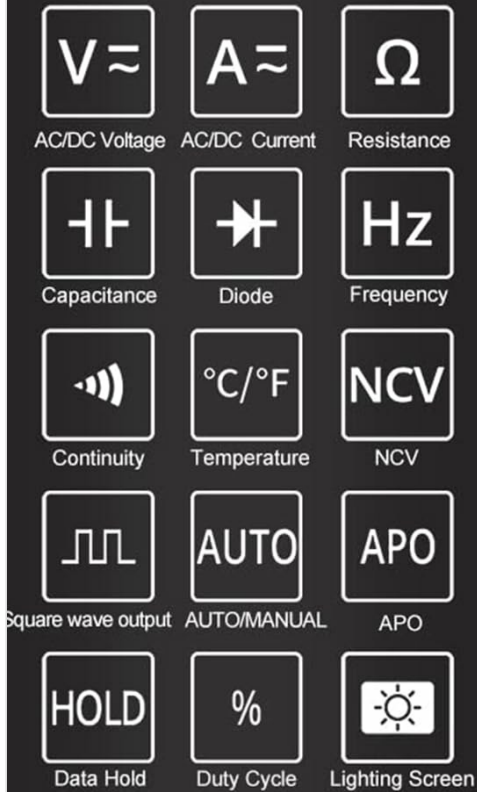 V A Ω
AC/DC Voltage AC/DC Current Resistance
Hz
Capacitance Diode Frequency
°C/°F NCV
Continuity Temperature NCV
AUTO APO
Square wave output AUTO/MANUAL APO
HOLD %
Data Hold Duty Cycle Lighting Screen